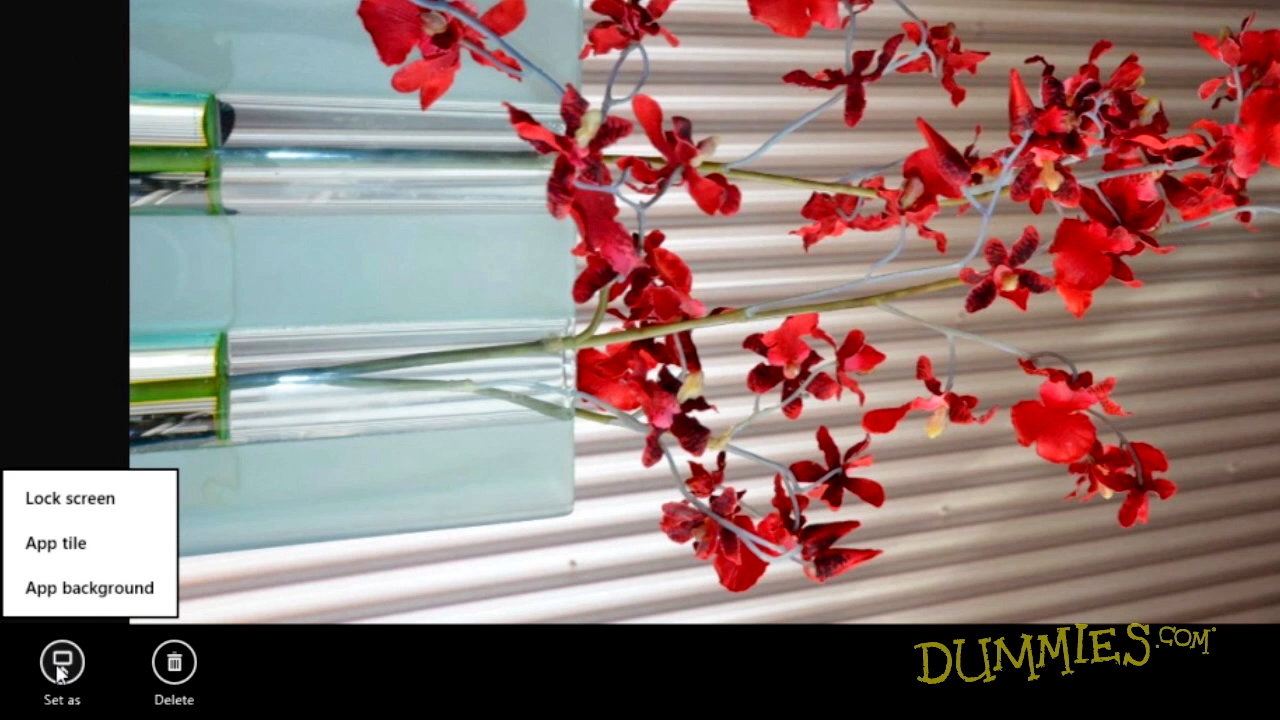 Lock screen
App tile
App background
Set as
Delete
DUMMIES.COM